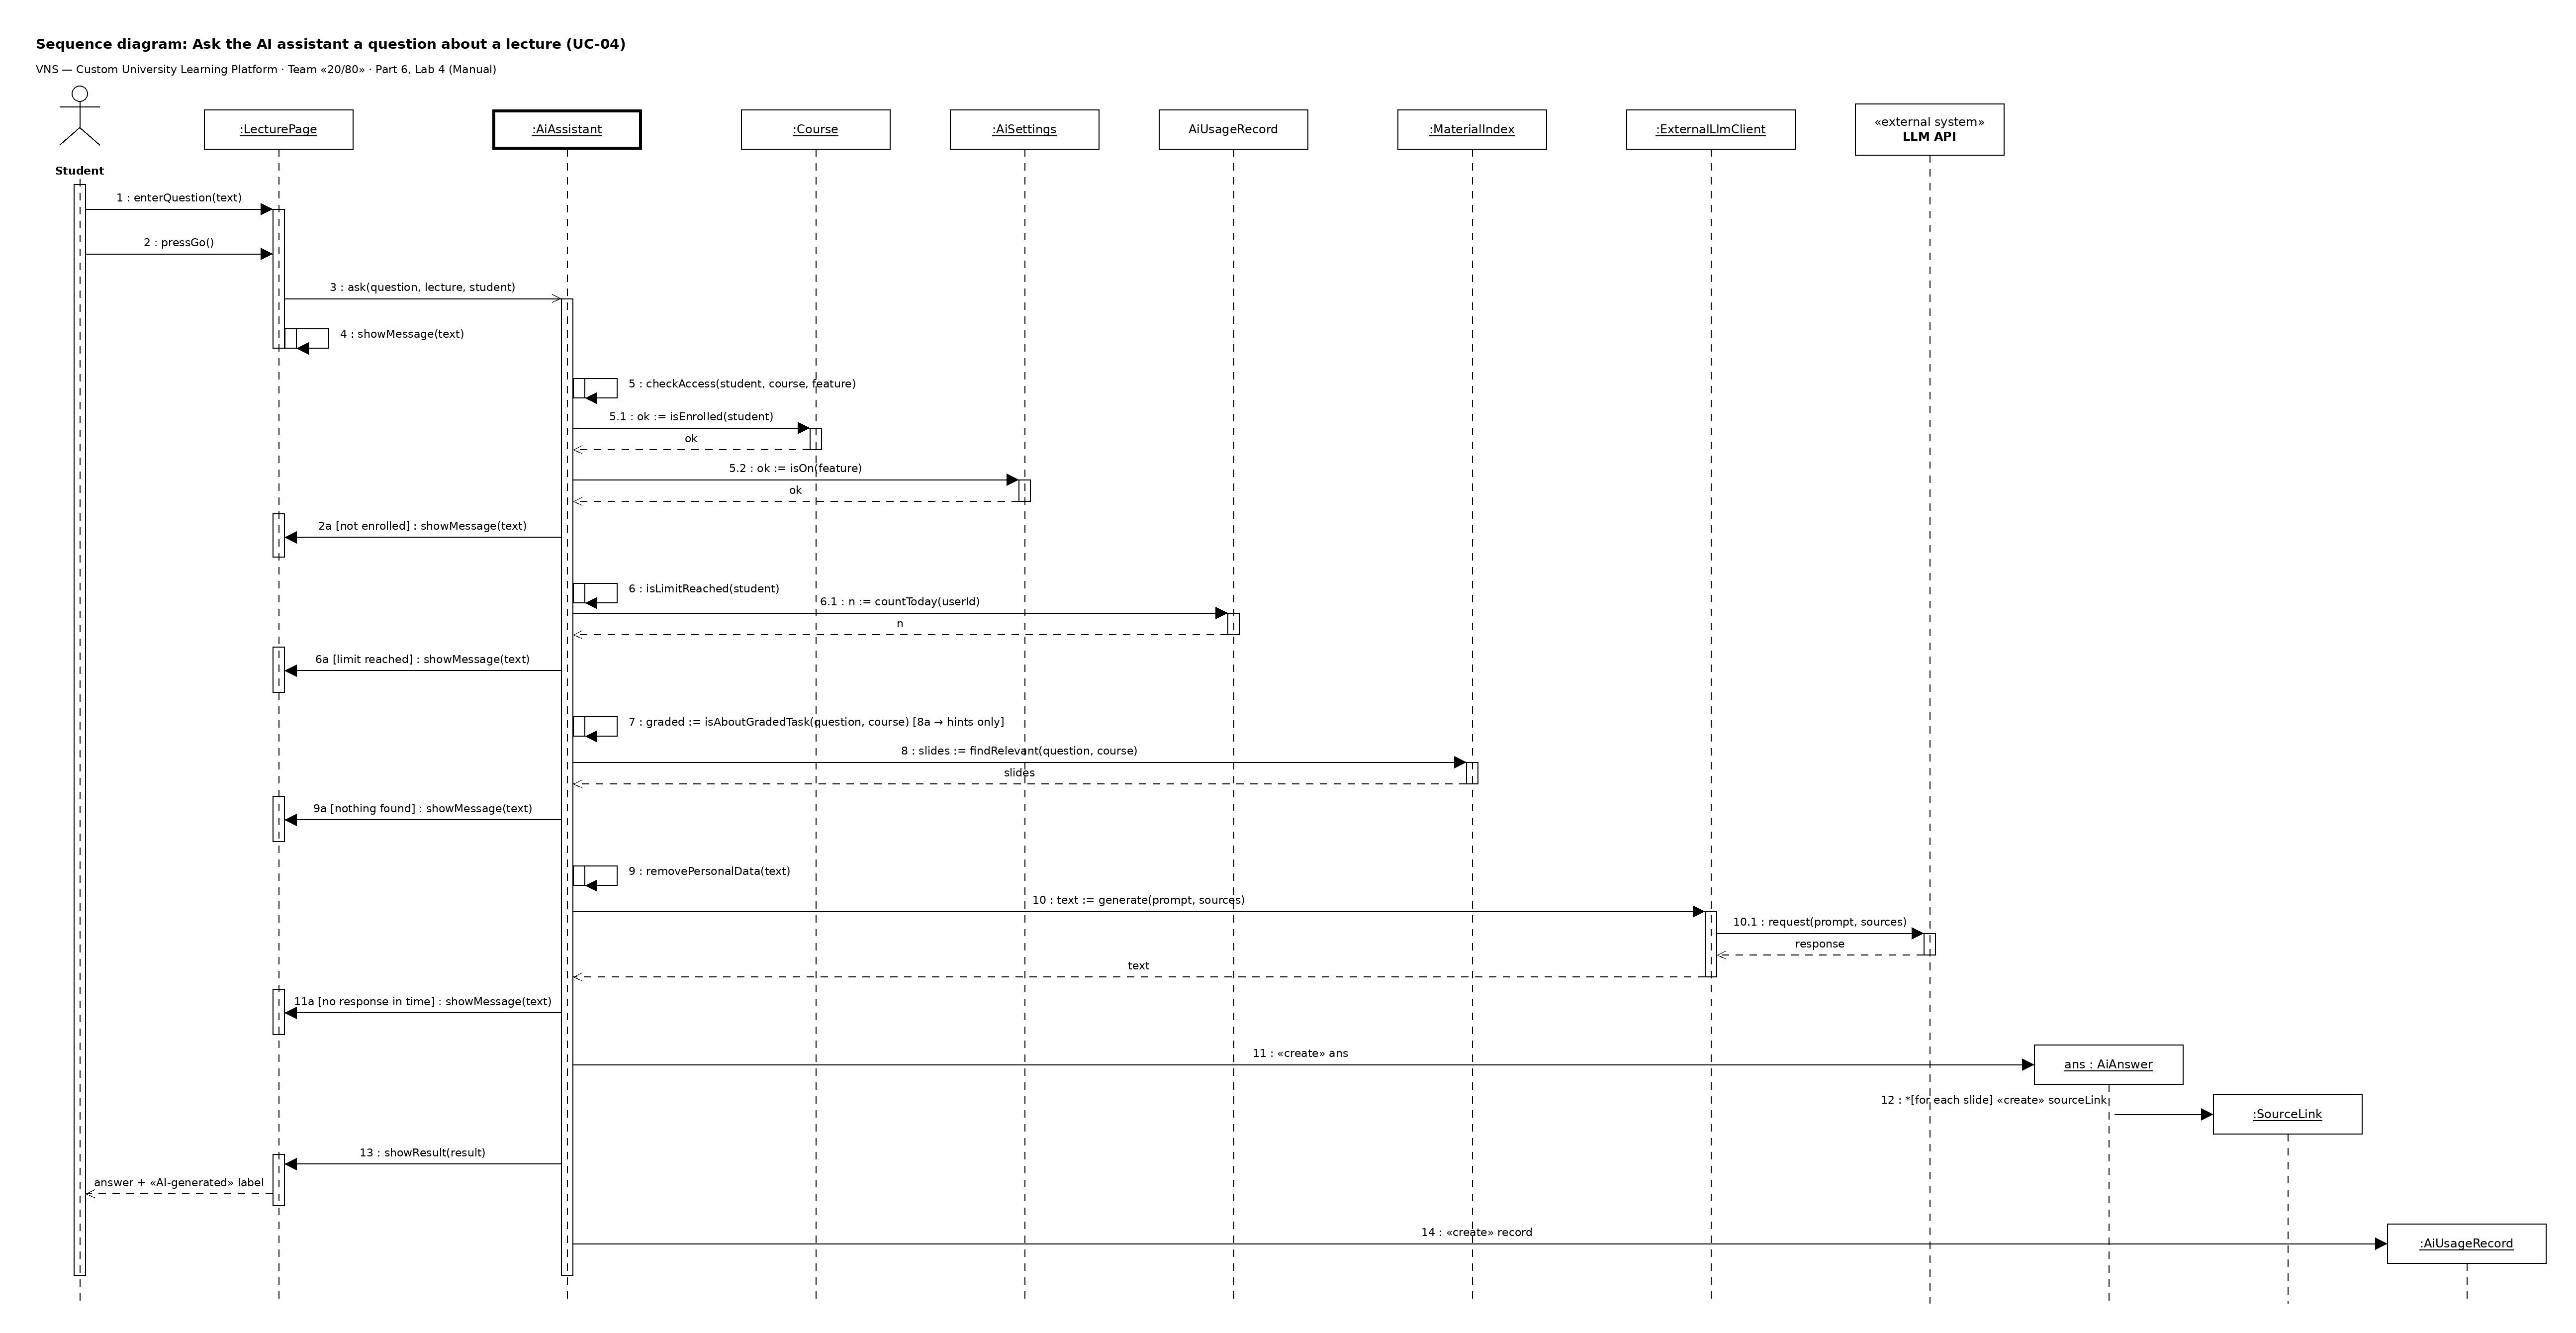 Sequence diagram: Ask the AI assistant a question about a lecture (UC-04)
VNS — Custom University Learning Platform · Team «20/80» · Part 6, Lab 4 (Manual)
Student
:LecturePage
:AiAssistant
:Course
:AiSettings
AiUsageRecord
:MaterialIndex
:ExternalLlmClient
«external system»
LLM API
1 : enterQuestion(text)
2 : pressGo()
3 : ask(question, lecture, student)
4 : showMessage(text)
5 : checkAccess(student, course, feature)
5.1 : ok := isEnrolled(student)
ok
5.2 : ok := isOn(feature)
ok
2a [not enrolled] : showMessage(text)
6 : isLimitReached(student)
6.1 : n := countToday(userId)
n
6a [limit reached] : showMessage(text)
7 : graded := isAboutGradedTask(question, course) [8a → hints only]
8 : slides := findRelevant(question, course)
slides
9a [nothing found] : showMessage(text)
9 : removePersonalData(text)
10 : text := generate(prompt, sources)
10.1 : request(prompt, sources)
response
text
11a [no response in time] : showMessage(text)
11 : «create» ans
ans : AiAnswer
12 : *[for each slide] «create» sourceLink
:SourceLink
13 : showResult(result)
answer + «AI-generated» label
14 : «create» record
:AiUsageRecord